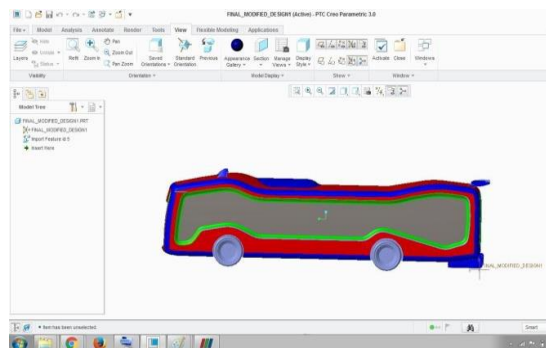 FINAL_MODIFIED_DESIGN1 (Active) - PTC Creo Parametric 3.0
File Model Analysis Annotate Render Tools View Flexible Modeling Applications
Layers
Status
Visibility
Refit Zoom In
Pan
Zoom Out
Pan Zoom
Saved Orientations
Standard Orientation
Previous
Orientation
Appearance Gallery
Section
Manage Views
Display Style
Model Display
Show
Activate Close Windows
Window
Model Tree
FINAL_MODIFIED_DESIGN1.PRT
FINAL_MODIFIED_DESIGN1
Import Feature id 5
Insert Here
FINAL_MODIFIED_DESIGN1
Item has been unselected.
Smart